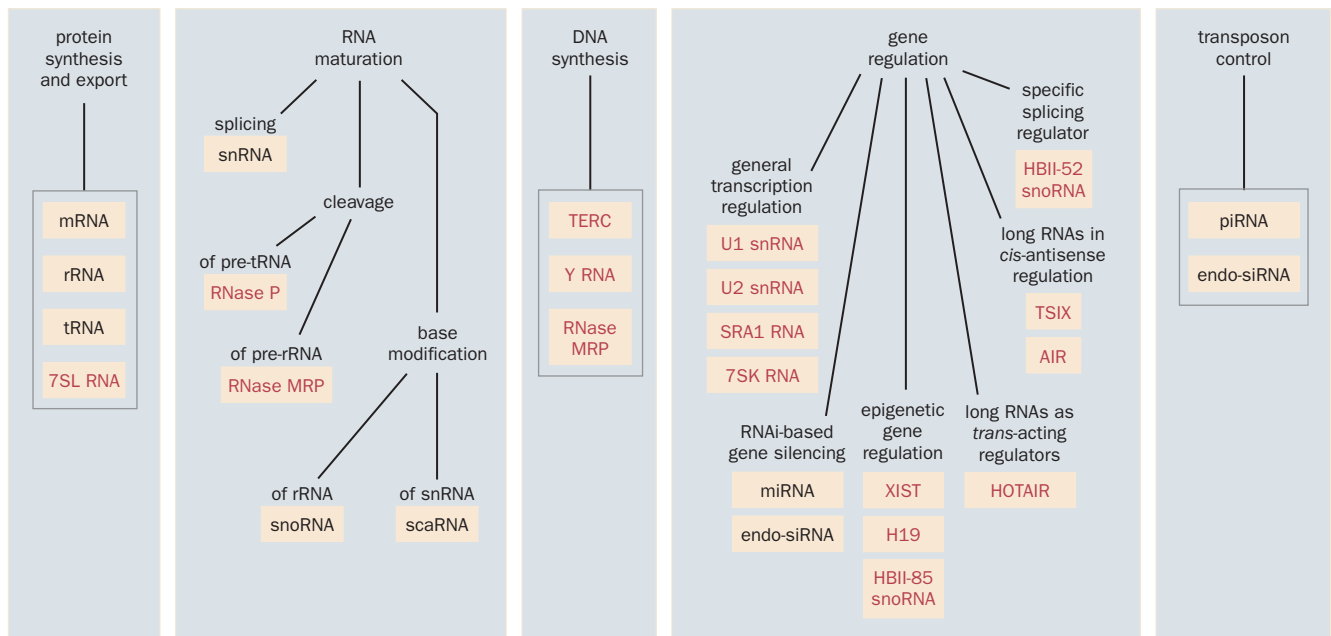 protein
synthesis
and export
mRNA
rRNA
tRNA
7SL RNA
RNA
maturation
splicing
snRNA
cleavage
of pre-tRNA
RNase P
of pre-rRNA
RNase MRP
base
modification
of rRNA
snoRNA
of snRNA
scaRNA
DNA
synthesis
TERC
Y RNA
RNase
MRP
gene
regulation
general
transcription
regulation
U1 snRNA
U2 snRNA
SRA1 RNA
7SK RNA
RNAi-based
gene silencing
miRNA
endo-siRNA
epigenetic
gene
regulation
XIST
H19
HBII-85
snoRNA
long RNAs as
trans-acting
regulators
HOTAIR
long RNAs in
cis-antisense
regulation
TSIX
AIR
specific
splicing
regulator
HBII-52
snoRNA
transposon
control
piRNA
endo-siRNA